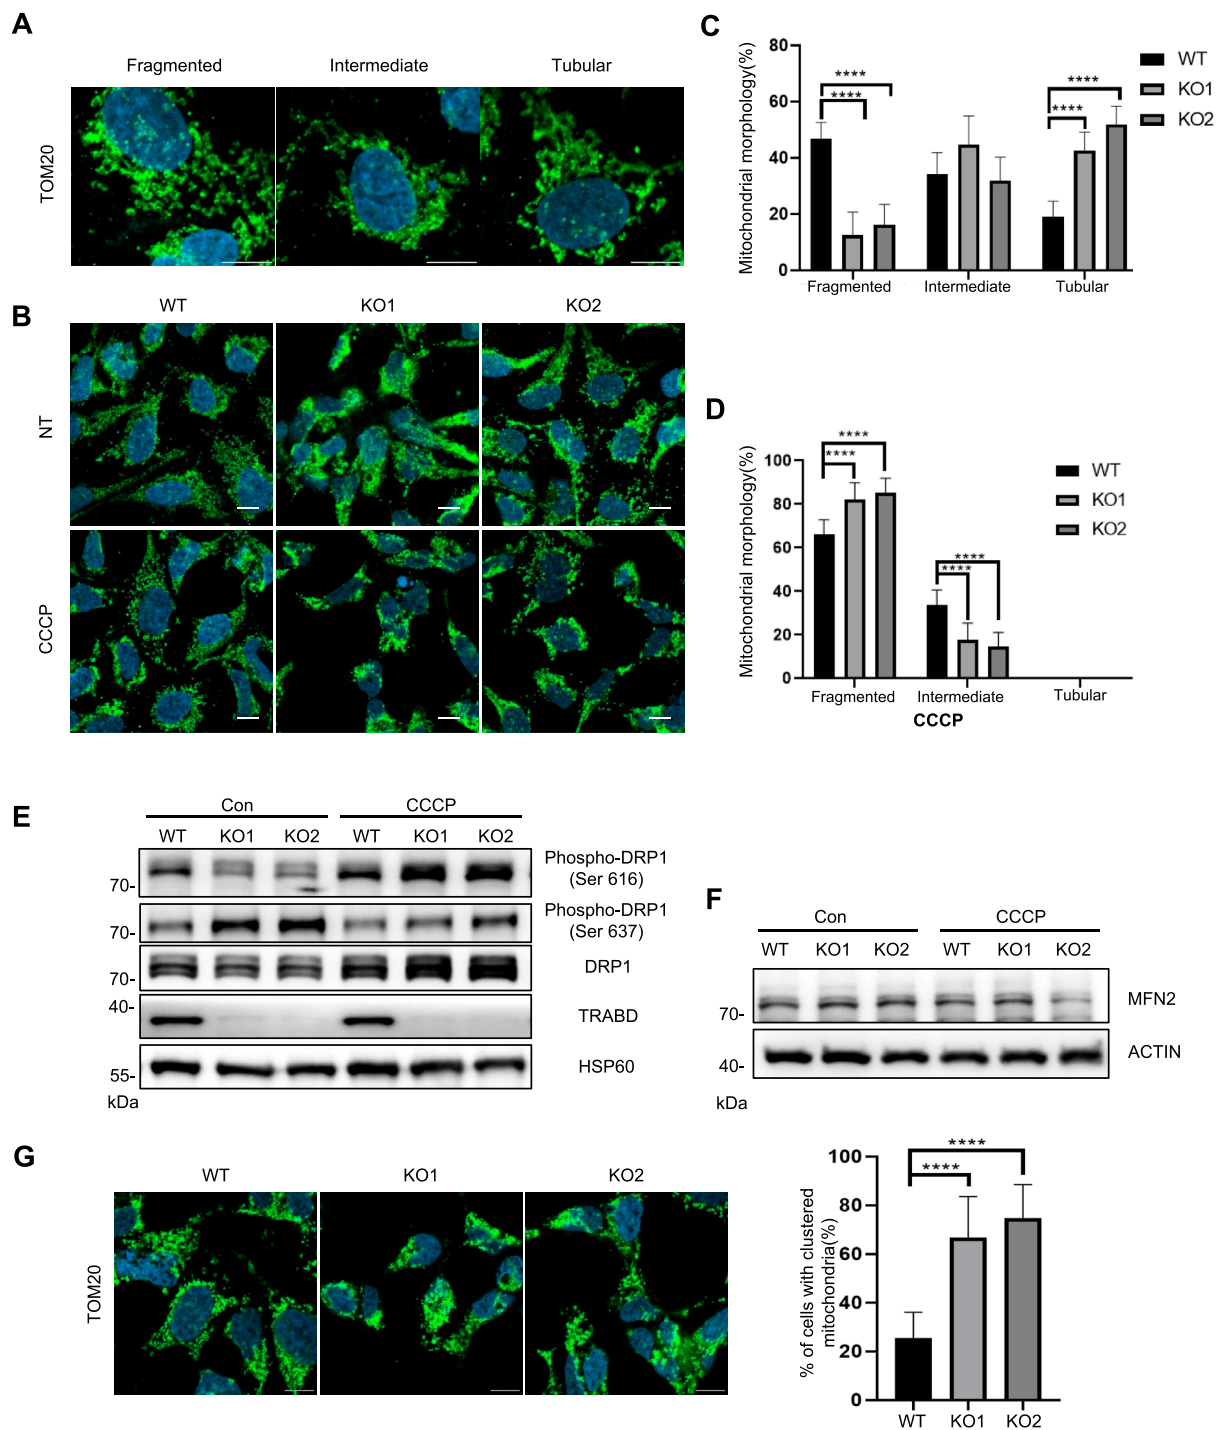 A
Fragmented
Intermediate
Tubular
TOM20
B
WT
KO1
KO2
NT
CCCP
C
Mitochondrial morphology(%)
80
60
40
20
0
****
****
****
****
Fragmented
Intermediate
Tubular
WT
KO1
KO2
D
Mitochondrial morphology(%)
100
80
60
40
20
0
****
****
****
****
Fragmented
Intermediate
Tubular
CCCP
WT
KO1
KO2
E
Con
CCCP
WT
KO1
KO2
WT
KO1
KO2
70-
Phospho-DRP1
(Ser 616)
70-
Phospho-DRP1
(Ser 637)
70-
DRP1
40-
TRABD
55-
HSP60
kDa
F
Con
CCCP
WT
KO1
KO2
WT
KO1
KO2
70-
MFN2
40-
ACTIN
kDa
G
WT
KO1
KO2
TOM20
% of cells with clustered
mitochondria(%)
100
80
60
40
20
0
****
****
WT
KO1
KO2